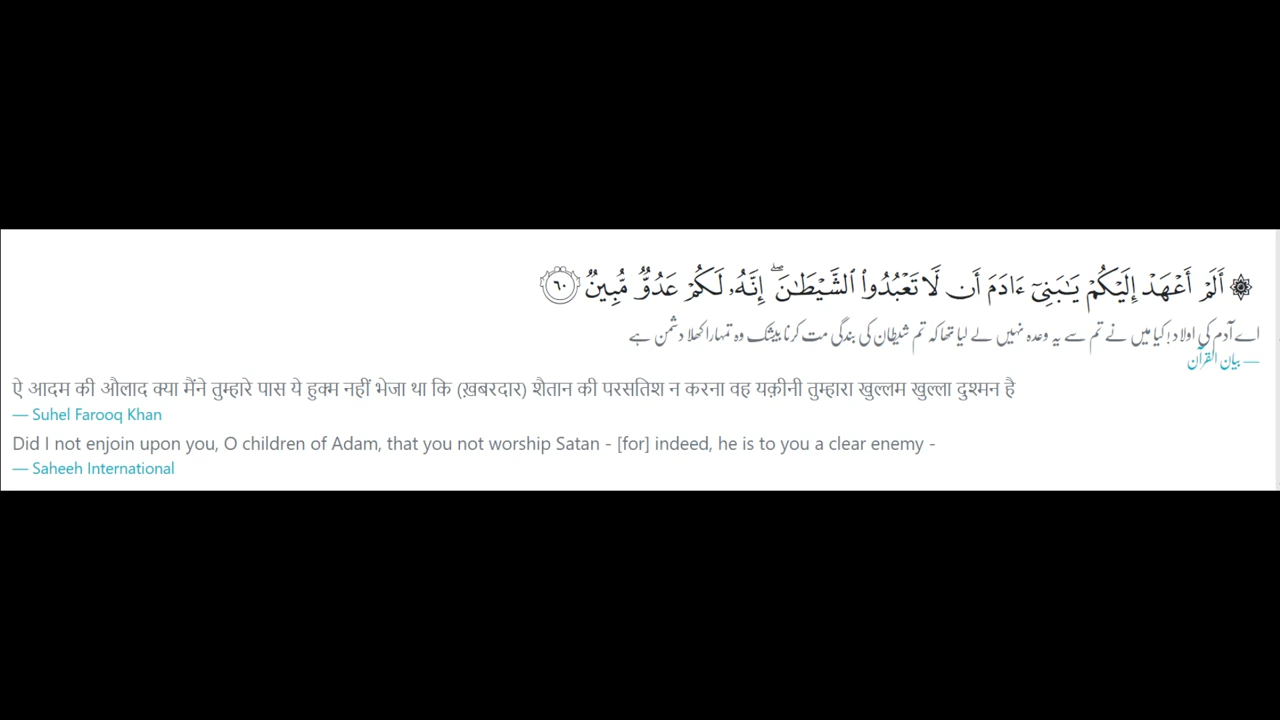 ۞ أَلَمْ أَعْهَدْ إِلَيْكُمْ يَـٰبَنِىٓ ءَادَمَ أَن لَّا تَعْبُدُوا۟ ٱلشَّيْطَـٰنَ ۖ إِنَّهُۥ لَكُمْ عَدُوٌّۭ مُّبِينٌۭ ٦٠
اے آدم کی اولاد ! کیا میں نے تم سے یہ وعدہ نہیں لے لیا تھا کہ تم شیطان کی بندگی مت کرنا بیشک وہ تمہارا کھلا دشمن ہے
— بیان القرآن
ऐ आदम की औलाद क्या मैंने तुम्हारे पास ये हुक्म नहीं भेजा था कि (ख़बरदार) शैतान की परसतिश न करना वह यक़ीनी तुम्हारा खुल्लम खुल्ला दुश्मन है
— Suhel Farooq Khan
Did I not enjoin upon you, O children of Adam, that you not worship Satan - [for] indeed, he is to you a clear enemy -
— Saheeh International